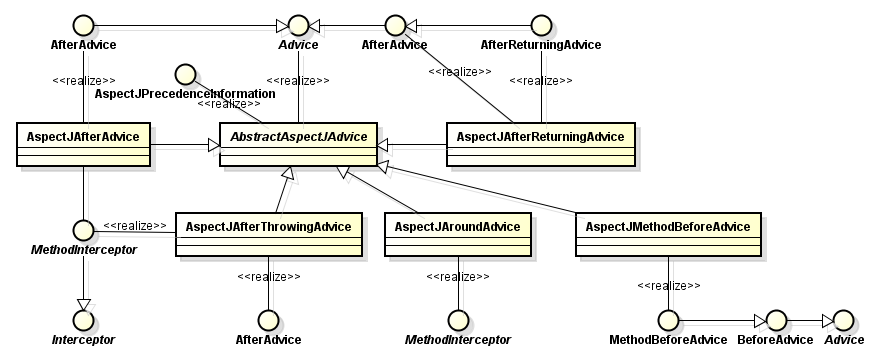 AfterAdvice Advice AfterAdvice AfterReturningAdvice
<<realize>> <<realize>> <<realize>> <<realize>>
AspectJPrecedenceInformation
<<realize>>
AspectJAfterAdvice AbstractAspectJAdvice AspectJAfterReturningAdvice
<<realize>> AspectJAfterThrowingAdvice AspectJAroundAdvice AspectJMethodBeforeAdvice
MethodInterceptor
<<realize>> <<realize>> <<realize>>
Interceptor AfterAdvice MethodInterceptor MethodBeforeAdvice BeforeAdvice Advice